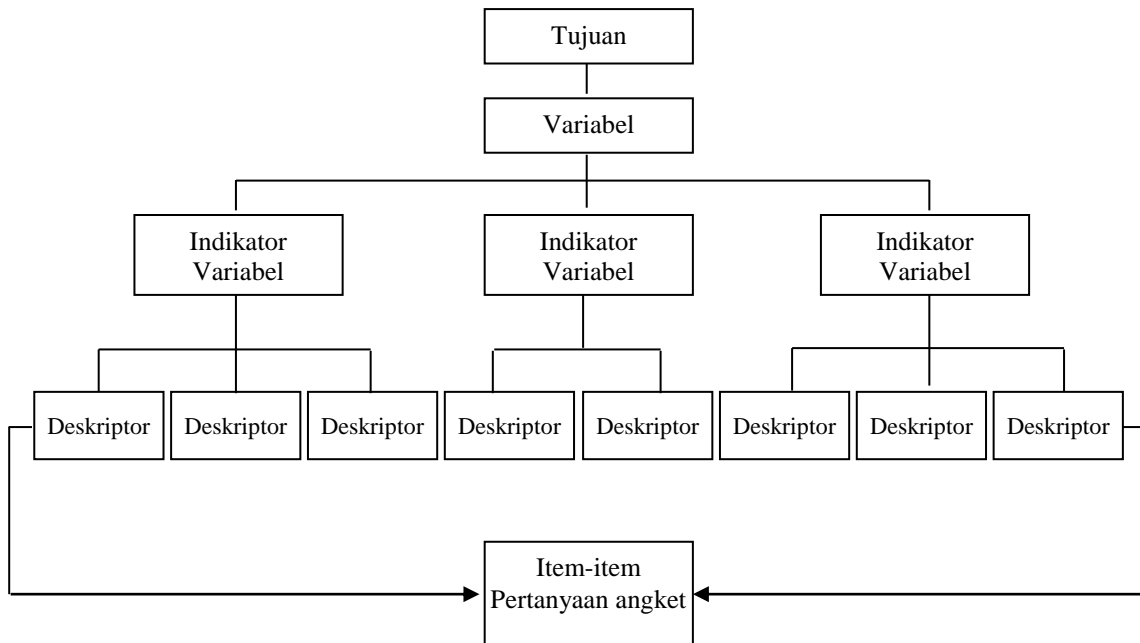 Tujuan
Variabel
Indikator
Variabel
Indikator
Variabel
Indikator
Variabel
Deskriptor
Deskriptor
Deskriptor
Deskriptor
Deskriptor
Deskriptor
Deskriptor
Deskriptor
Item-item
Pertanyaan angket